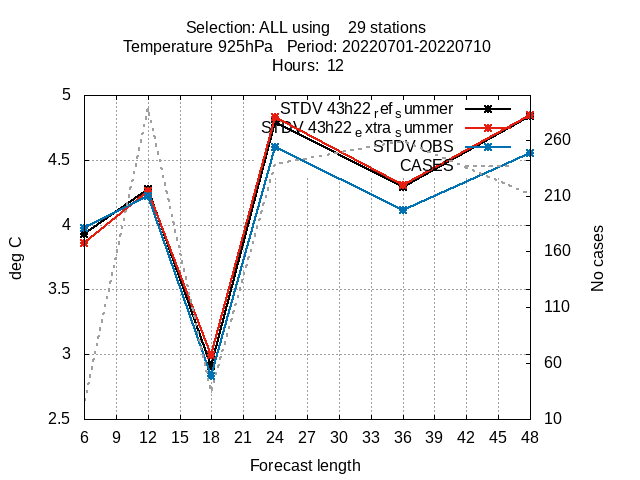 Selection: ALL using 29 stations
Temperature 925hPa Period: 20220701-20220710
Hours: 12
STDV 43h22refsummer
STDV 43h22extrasummer
STDV OBS
CASES
5
4.5
4
3.5
3
2.5
deg C
260
210
160
110
60
10
No cases
6 9 12 15 18 21 24 27 30 33 36 39 42 45 48
Forecast length